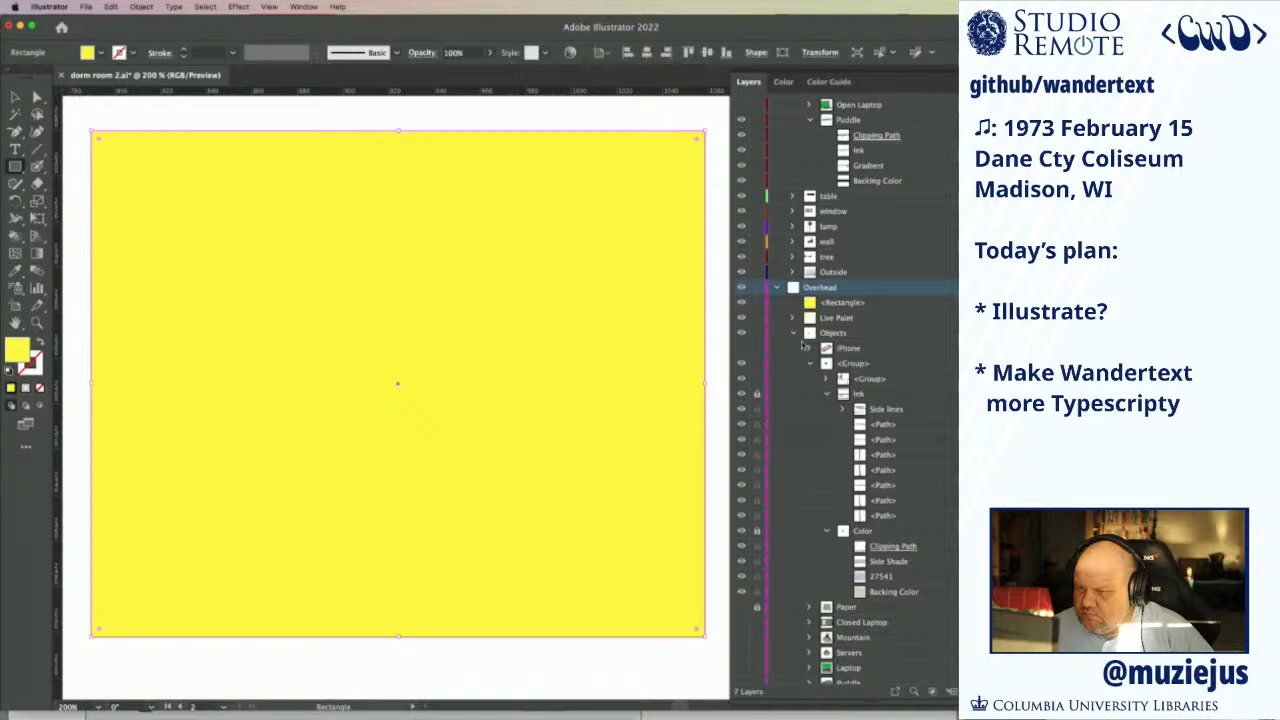 Illustrator File Edit Object Type Select Effect View Window Help
Adobe Illustrator 2022
Rectangle Stroke: Basic Opacity: 100% Style: Shape: Transform
dorm room 2.ai* @ 200 % (RGB/Preview)
Layers Color Color Guide
Open Laptop
Puddle
Clipping Path
Ink
Gradient
Backing Color
table
window
lamp
wall
tree
Outside
Overhead
<Rectangle>
Live Paint
Objects
iPhone
<Group>
<Group>
Ink
Side lines
<Path>
<Path>
<Path>
<Path>
<Path>
<Path>
<Path>
Color
Clipping Path
Side Shade
27541
Backing Color
Paper
Closed Laptop
Mountain
Servers
Laptop
Puddle
7 Layers
200% 0° 2 Rectangle
STUDIO
REMOTE
<CWD>
github/wandertext
♫: 1973 February 15
Dane Cty Coliseum
Madison, WI
Today's plan:
* Illustrate?
* Make Wandertext
more Typescripty
@muziejus
COLUMBIA UNIVERSITY LIBRARIES